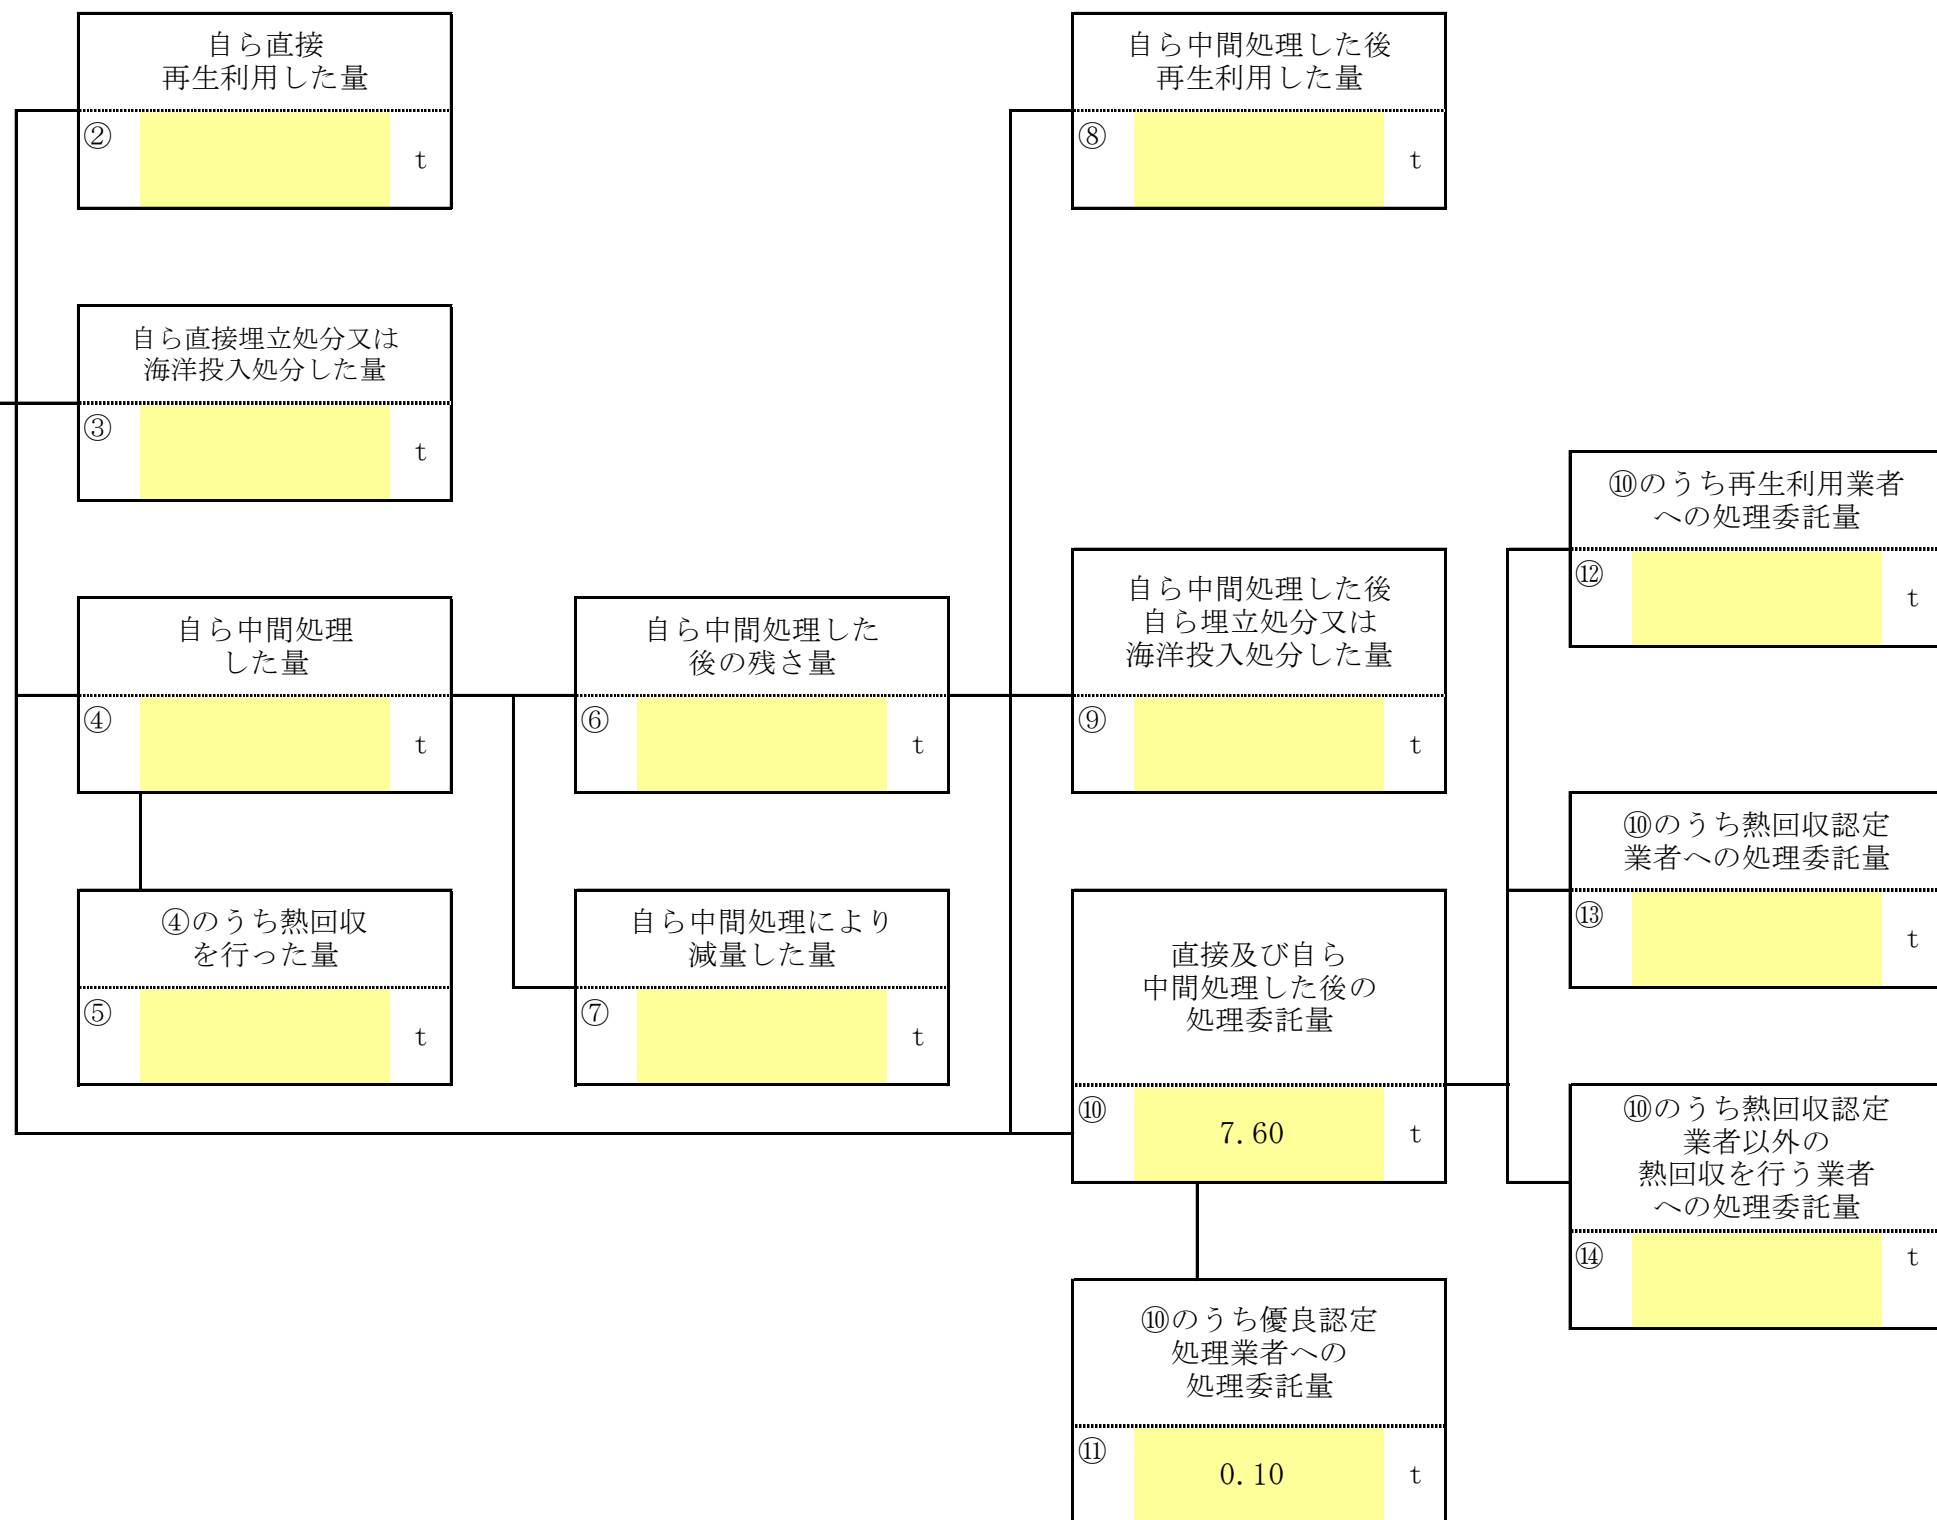 自ら直接
再生利用した量
②
t
自ら中間処理した後
再生利用した量
⑧
t
自ら直接埋立処分又は
海洋投入処分した量
③
t
⑩のうち再生利用業者
への処理委託量
⑫
t
自ら中間処理
した量
④
t
自ら中間処理した
後の残さ量
⑥
t
自ら中間処理した後
自ら埋立処分又は
海洋投入処分した量
⑨
t
⑩のうち熱回収認定
業者への処理委託量
⑬
t
④のうち熱回収
を行った量
⑤
t
自ら中間処理により
減量した量
⑦
t
直接及び自ら
中間処理した後の
処理委託量
⑩
7.60
t
⑩のうち熱回収認定
業者以外の
熱回収を行う業者
への処理委託量
⑭
t
⑩のうち優良認定
処理業者への
処理委託量
⑪
0.10
t